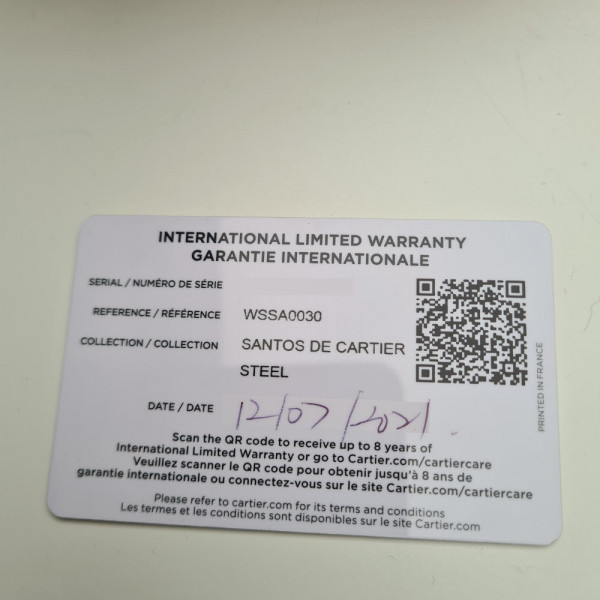 INTERNATIONAL LIMITED WARRANTY
GARANTIE INTERNATIONALE
SERIAL / NUMÉRO DE SÉRIE
REFERENCE / RÉFÉRENCE WSSA0030
COLLECTION / COLLECTION SANTOS DE CARTIER
STEEL
DATE / DATE 12/07/2021.
Scan the QR code to receive up to 8 years of
International Limited Warranty or go to Cartier.com/cartiercare
Veuillez scanner le QR code pour obtenir jusqu'à 8 ans de
garantie internationale ou connectez-vous sur le site Cartier.com/cartiercare
Please refer to cartier.com for its terms and conditions
Les termes et les conditions sont disponibles sur le site Cartier.com
PRINTED IN FRANCE